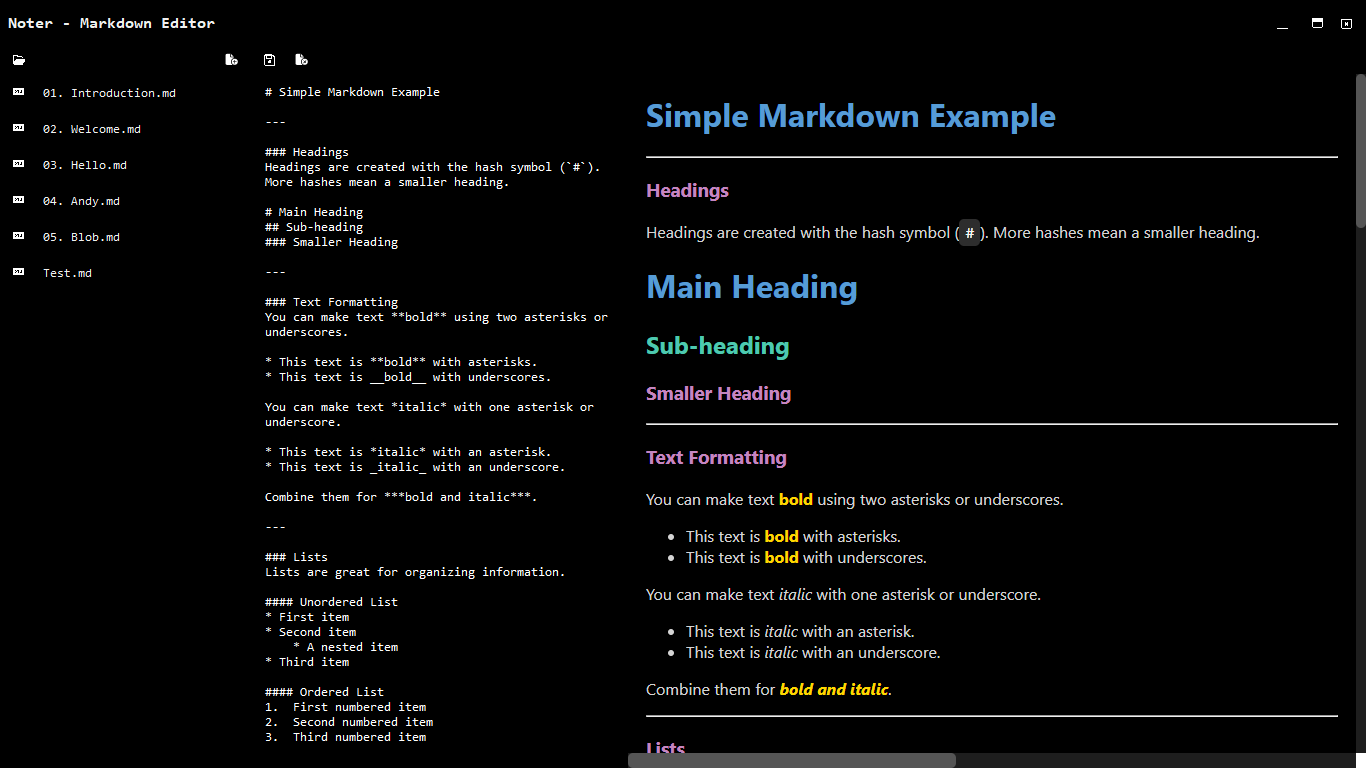 Noter - Markdown Editor
01. Introduction.md
02. Welcome.md
03. Hello.md
04. Andy.md
05. Blob.md
Test.md
# Simple Markdown Example
---
### Headings
Headings are created with the hash symbol (`#`).
More hashes mean a smaller heading.
# Main Heading
## Sub-heading
### Smaller Heading
---
### Text Formatting
You can make text **bold** using two asterisks or
underscores.
* This text is **bold** with asterisks.
* This text is __bold__ with underscores.
You can make text *italic* with one asterisk or
underscore.
* This text is *italic* with an asterisk.
* This text is _italic_ with an underscore.
Combine them for ***bold and italic***.
---
### Lists
Lists are great for organizing information.
#### Unordered List
* First item
* Second item
    * A nested item
* Third item
#### Ordered List
1.  First numbered item
2.  Second numbered item
3.  Third numbered item
Simple Markdown Example
Headings
Headings are created with the hash symbol (#). More hashes mean a smaller heading.
Main Heading
Sub-heading
Smaller Heading
Text Formatting
You can make text bold using two asterisks or underscores.
• This text is bold with asterisks.
• This text is bold with underscores.
You can make text italic with one asterisk or underscore.
• This text is italic with an asterisk.
• This text is italic with an underscore.
Combine them for bold and italic.
Lists